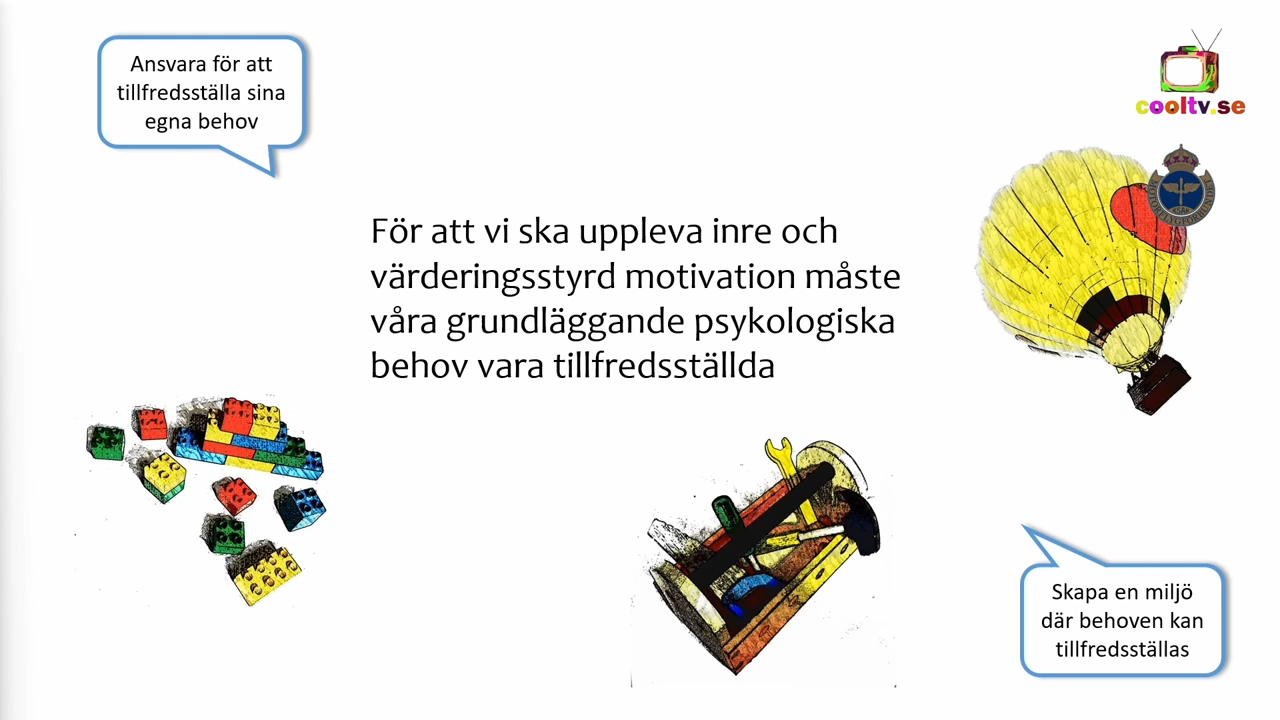 Ansvara för att
tillfredsställa sina
egna behov
cooltv.se
För att vi ska uppleva inre och
värderingsstyrd motivation måste
våra grundläggande psykologiska
behov vara tillfredsställda
Skapa en miljö
där behoven kan
tillfredsställas